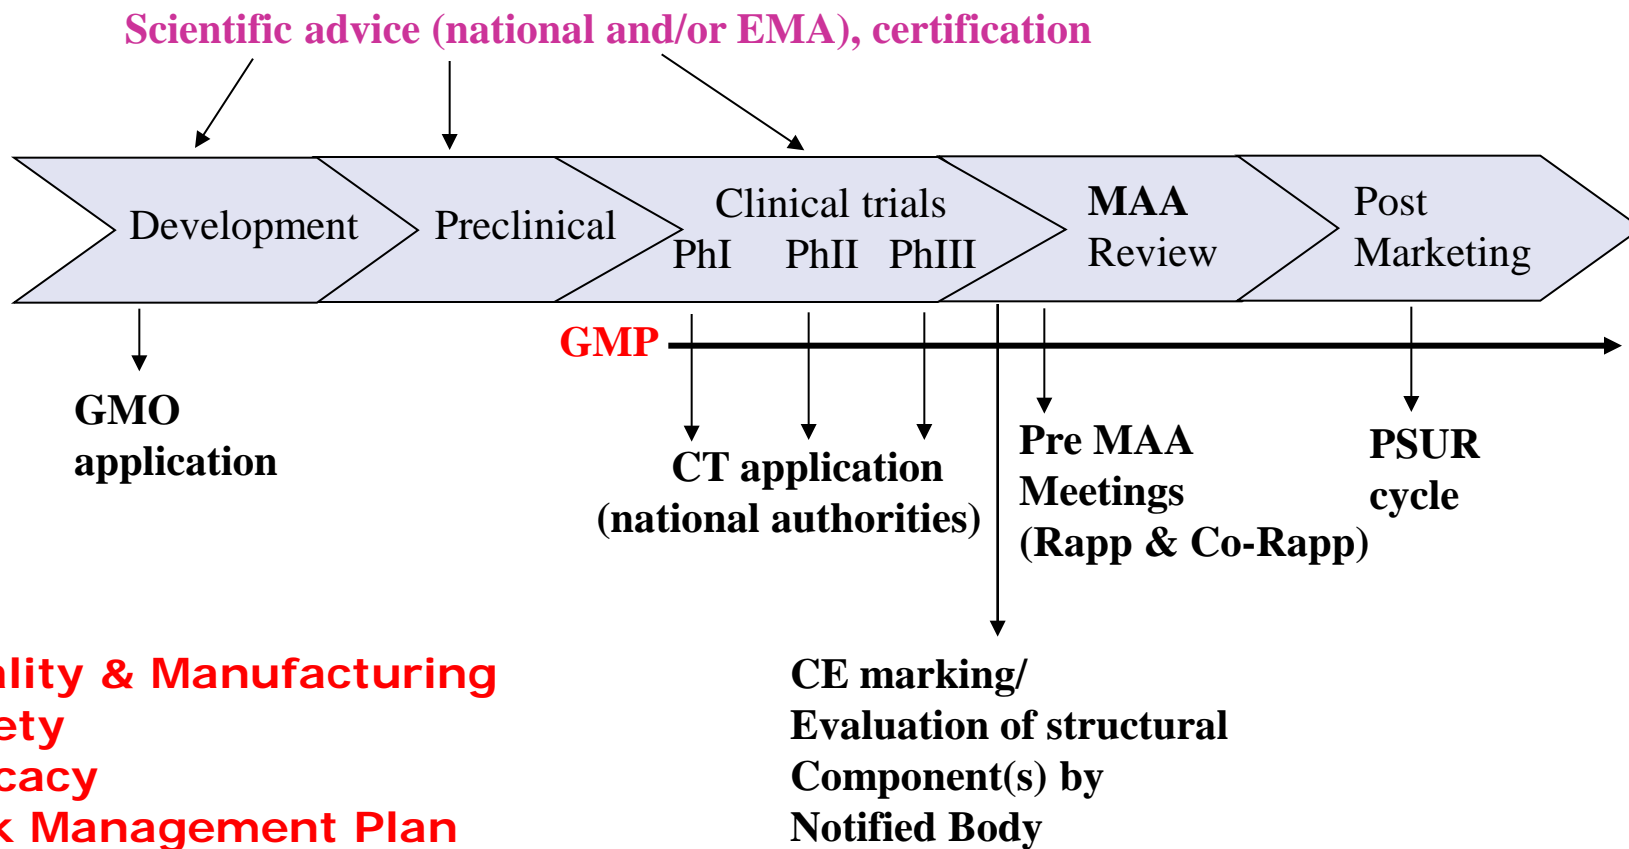 Scientific advice (national and/or EMA), certification
Development
Preclinical
Clinical trials
PhI PhII PhIII
MAA
Review
Post
Marketing
GMP
GMO
application
CT application
(national authorities)
Pre MAA
Meetings
(Rapp & Co-Rapp)
PSUR
cycle
ality & Manufacturing
ety
cacy
k Management Plan
CE marking/
Evaluation of structural
Component(s) by
Notified Body